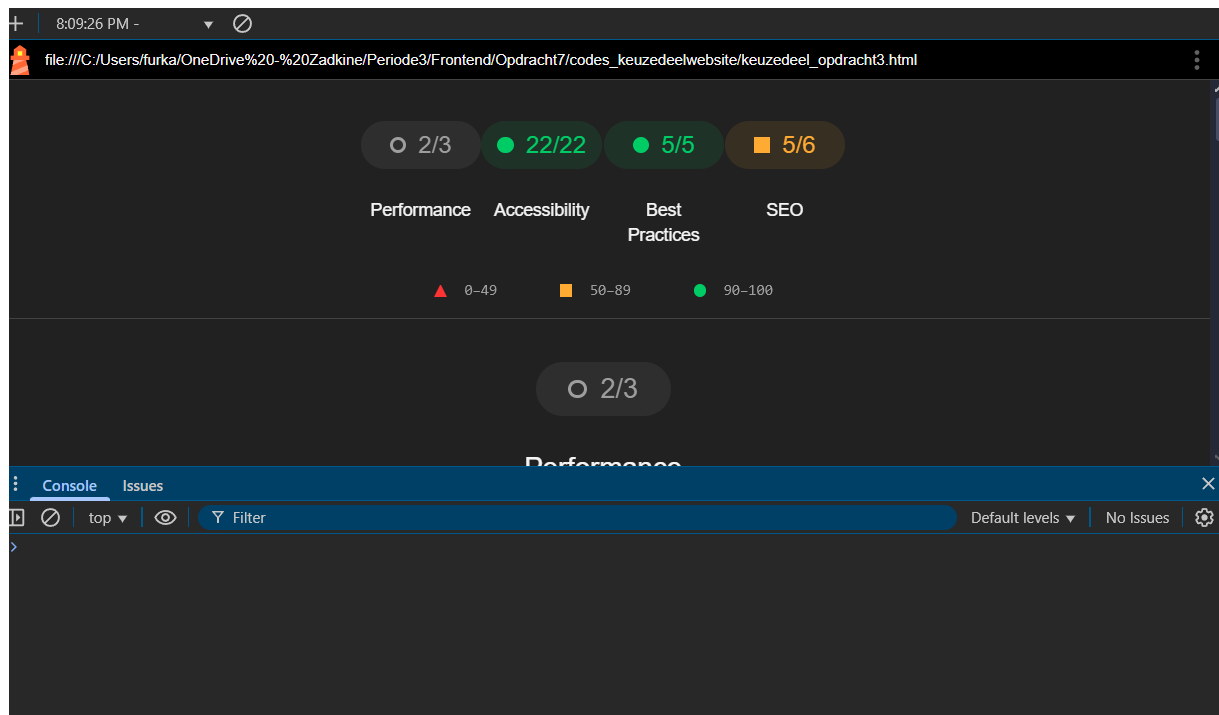 8:09:26 PM -
file:///C:/Users/furka/OneDrive%20-%20Zadkine/Periode3/Frontend/Opdracht7/codes_keuzedeelwebsite/keuzedeel_opdracht3.html
2/3 22/22 5/5 5/6
Performance Accessibility Best Practices SEO
0–49 50–89 90–100
2/3
Performance
Console Issues
top Filter Default levels No Issues